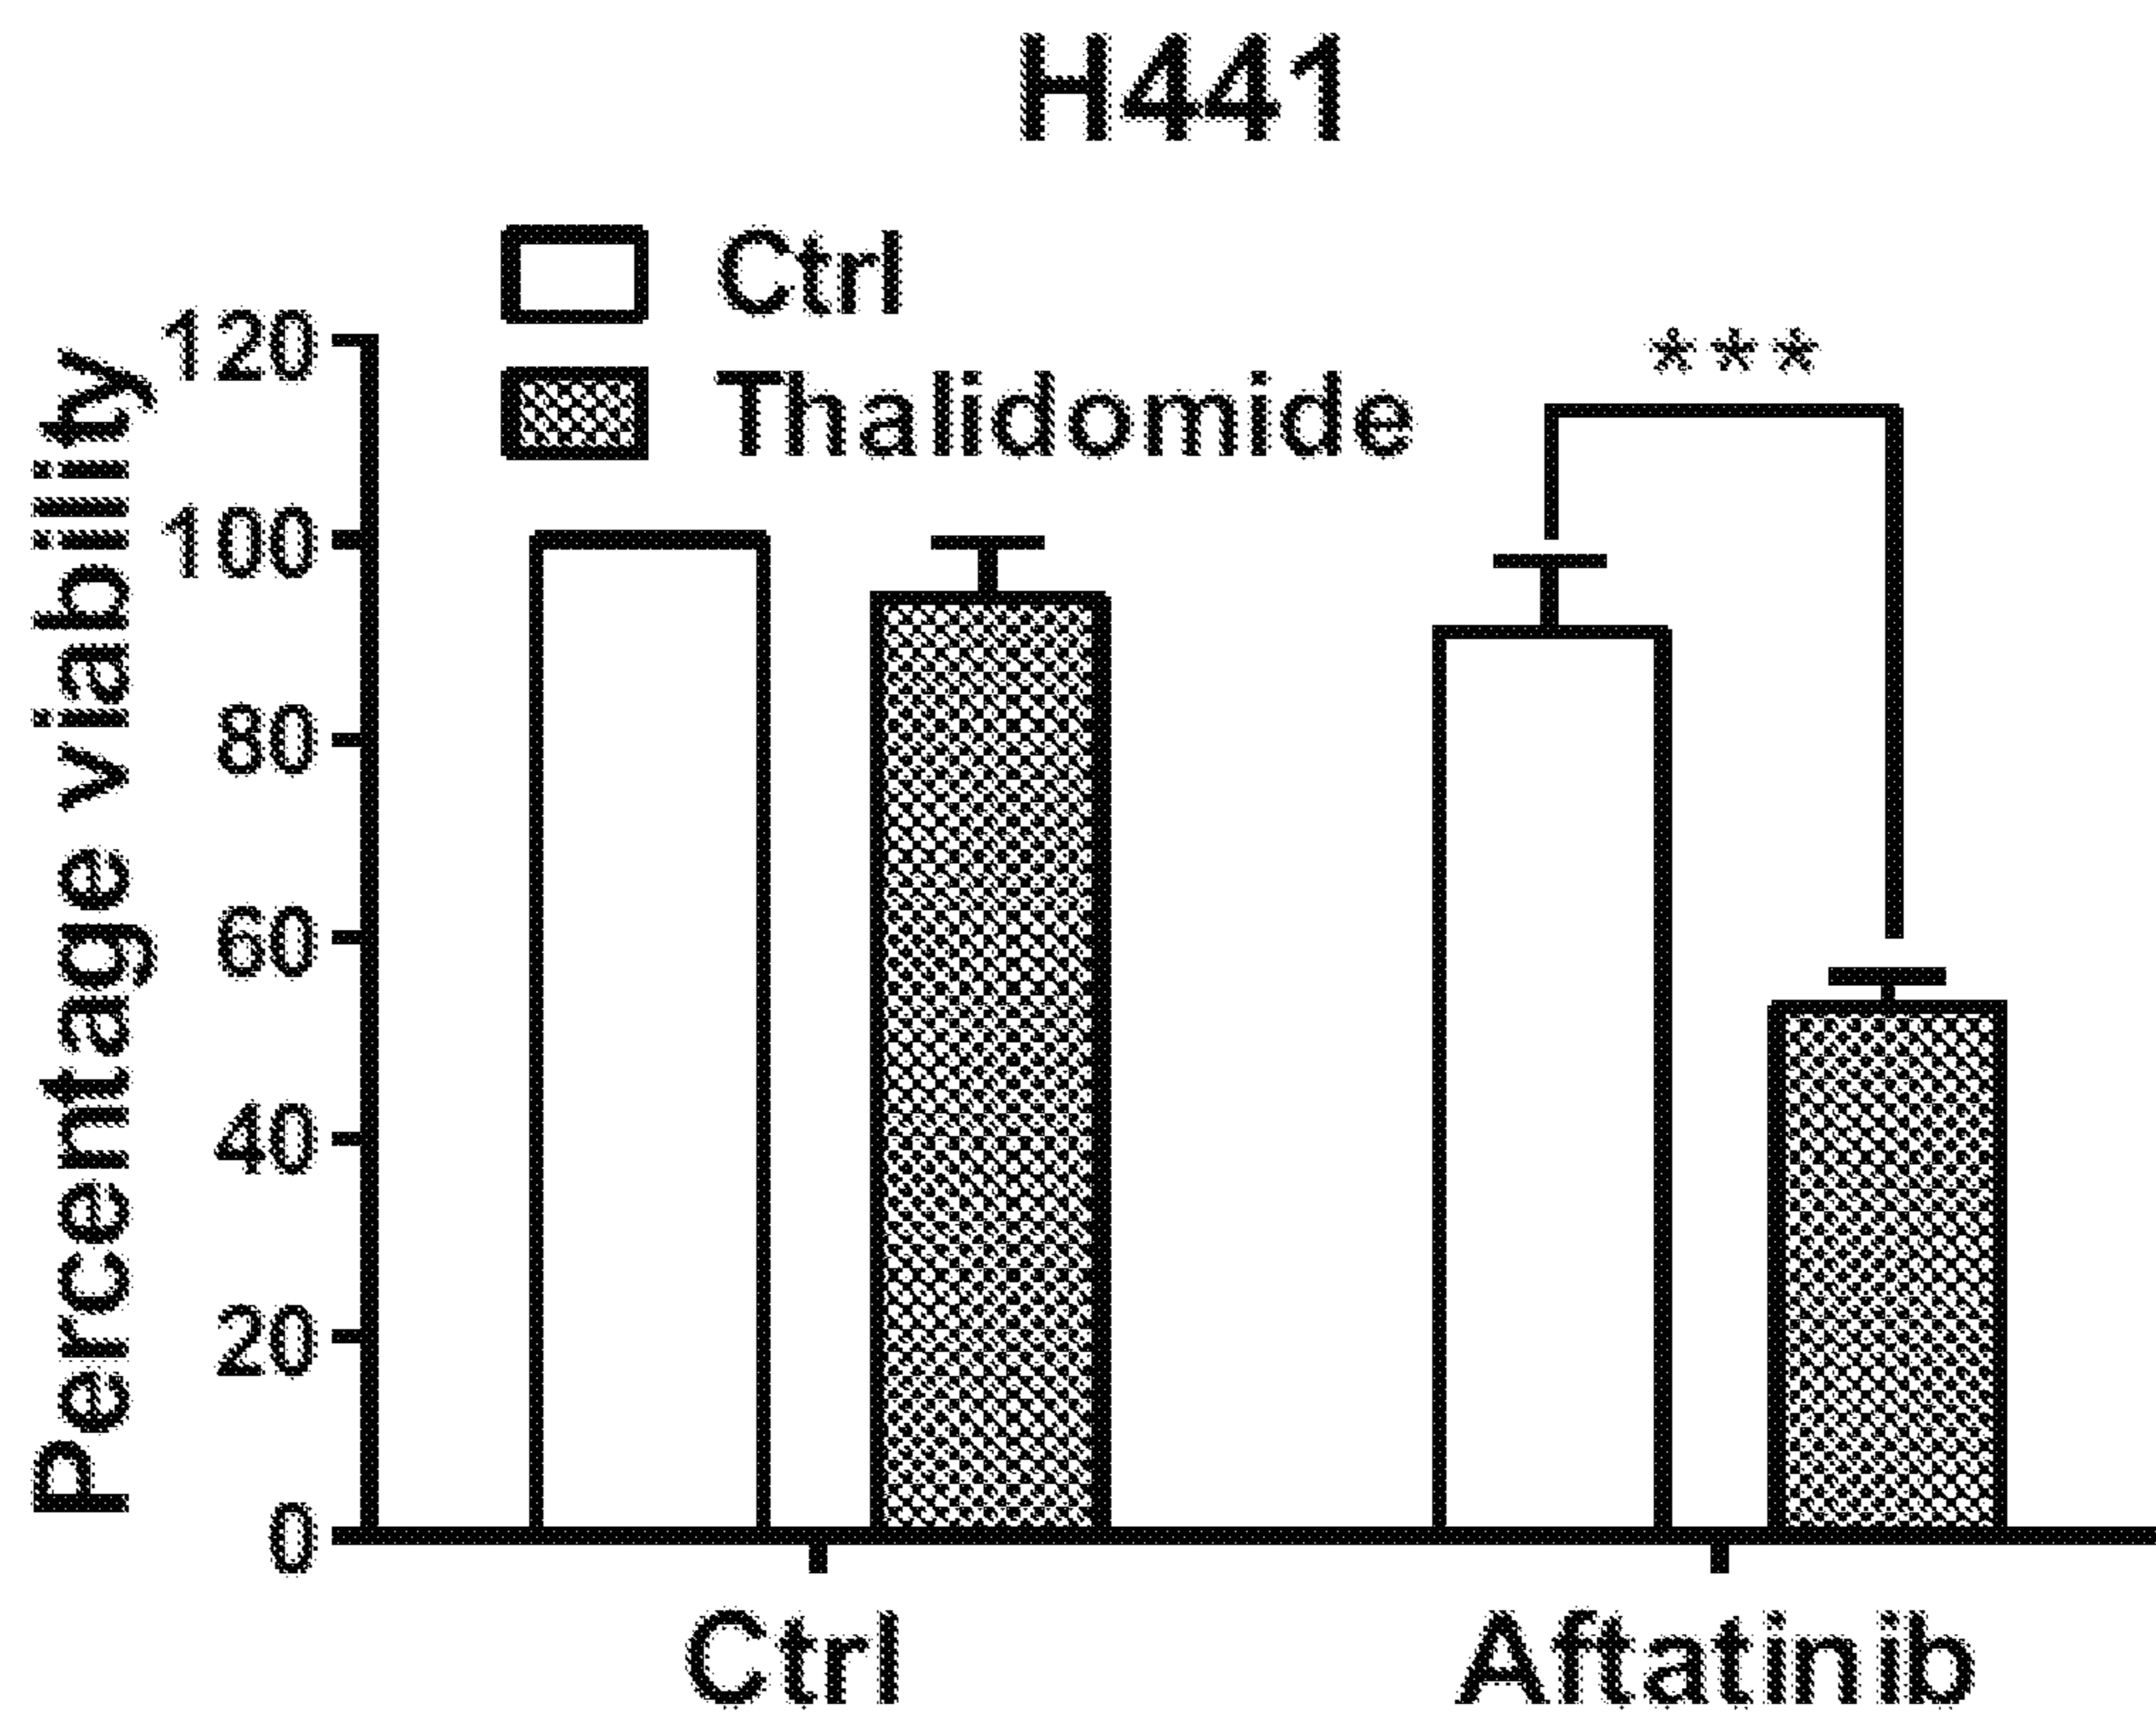 H441
Ctrl
Thalidomide
Percentage viability
120
100
80
60
40
20
0
***
Ctrl
Aftatinib